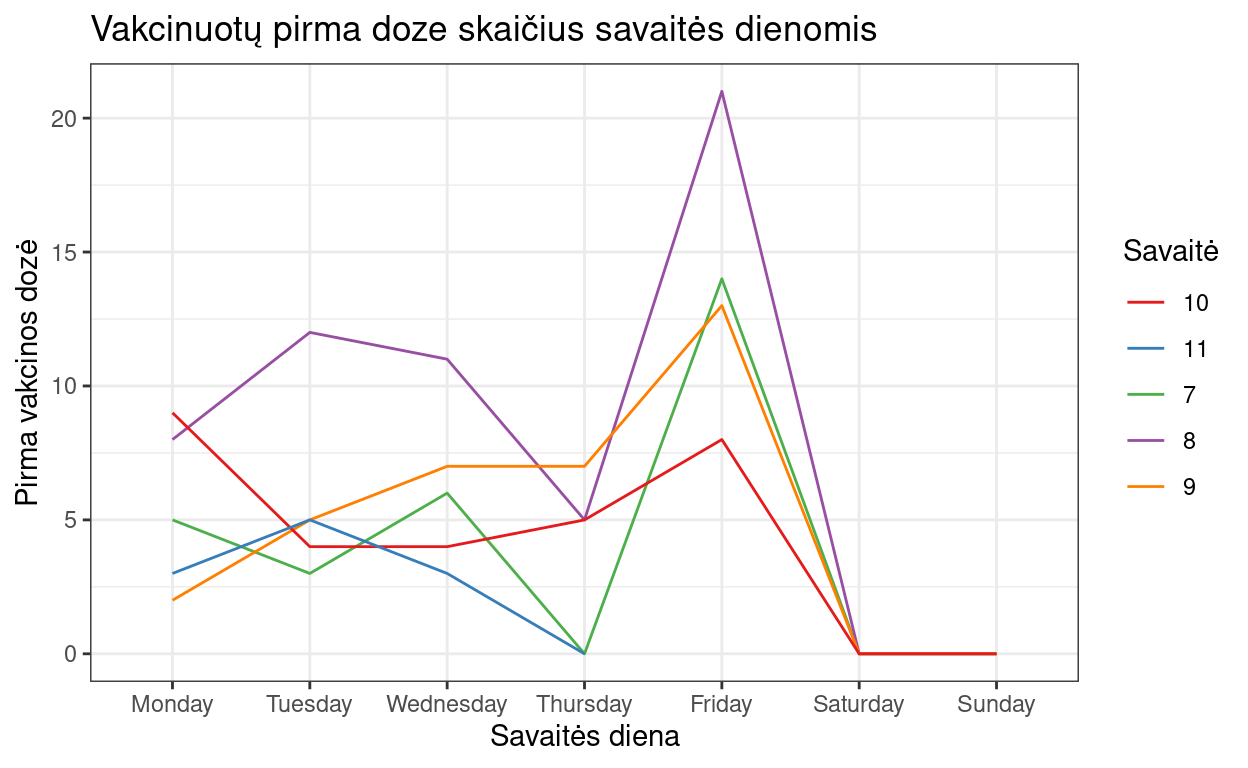 Vakcinuotų pirma doze skaičius savaitės dienomis
Pirma vakcinos dozė
20
15
10
5
0
Monday Tuesday Wednesday Thursday Friday Saturday Sunday
Savaitės diena
Savaitė
10
11
7
8
9